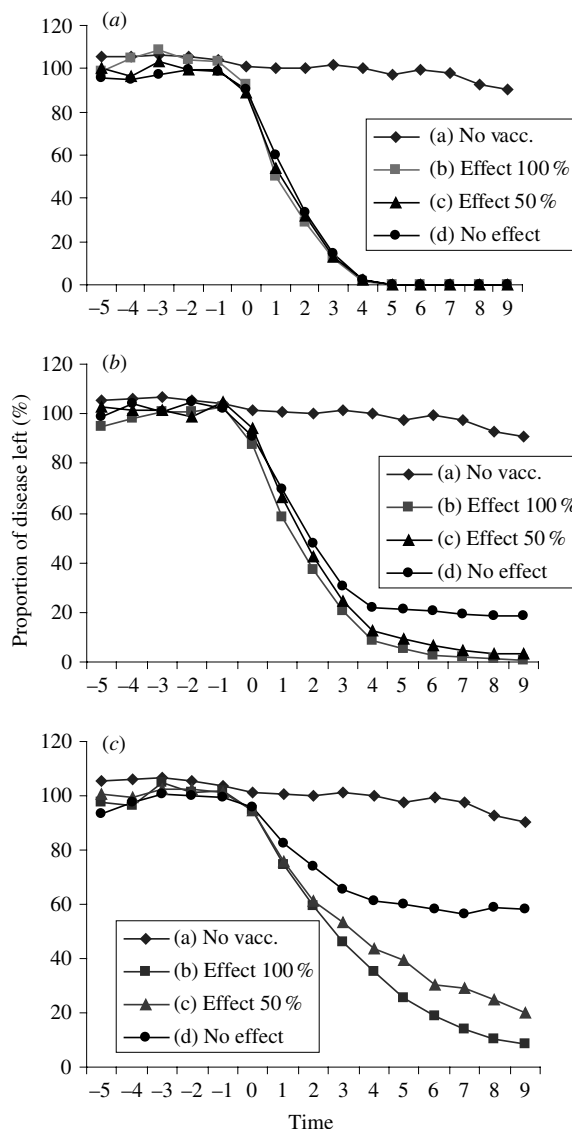 (a)
120
100
80
60
40
20
0
(a) No vacc.
(b) Effect 100 %
(c) Effect 50 %
(d) No effect
–5 –4 –3 –2 –1 0 1 2 3 4 5 6 7 8 9
(b)
120
100
80
60
40
20
0
(a) No vacc.
(b) Effect 100 %
(c) Effect 50 %
(d) No effect
–5 –4 –3 –2 –1 0 1 2 3 4 5 6 7 8 9
Proportion of disease left (%)
(c)
120
100
80
60
40
20
0
(a) No vacc.
(b) Effect 100 %
(c) Effect 50 %
(d) No effect
–5 –4 –3 –2 –1 0 1 2 3 4 5 6 7 8 9
Time